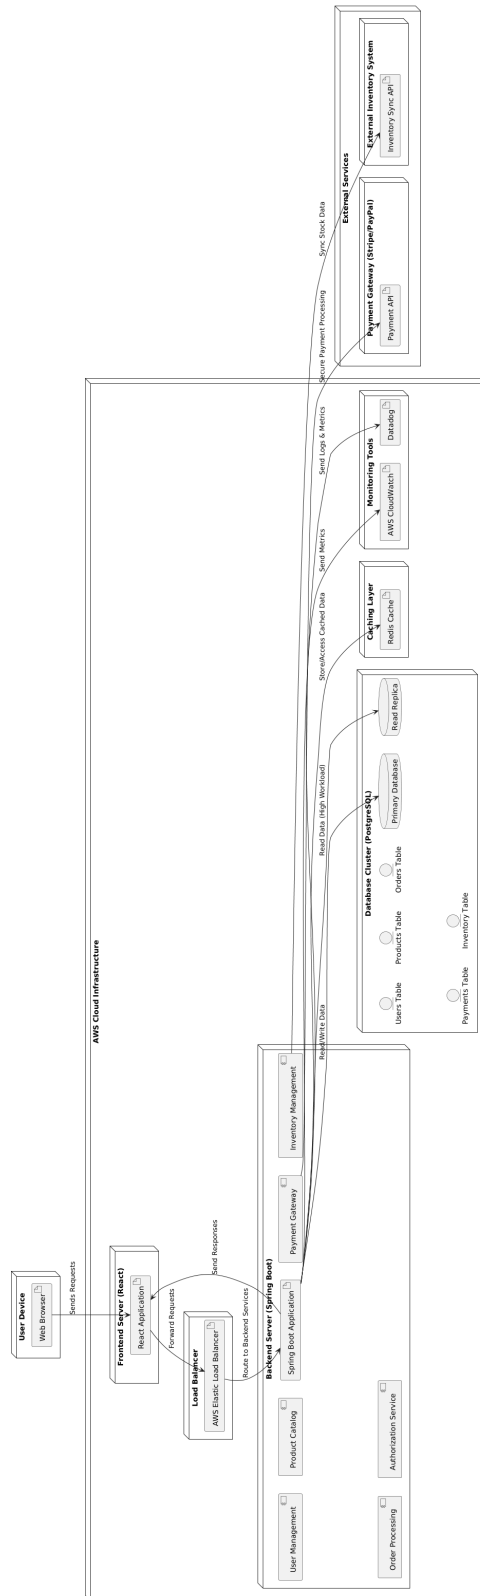 User Device
Web Browser
Sends Requests
AWS Cloud Infrastructure
Frontend Server (React)
React Application
Forward Requests
Send Responses
Load Balancer
AWS Elastic Load Balancer
Route to Backend Services
Backend Server (Spring Boot)
User Management
Product Catalog
Spring Boot Application
Payment Gateway
Inventory Management
Order Processing
Authorization Service
Read/Write Data
Read Data (High Workload)
Store/Access Cached Data
Send Metrics
Send Logs & Metrics
Secure Payment Processing
Sync Stock Data
Database Cluster (PostgreSQL)
Users Table
Products Table
Orders Table
Primary Database
Read Replica
Payments Table
Inventory Table
Caching Layer
Redis Cache
Monitoring Tools
AWS CloudWatch
Datadog
External Services
Payment Gateway (Stripe/PayPal)
Payment API
External Inventory System
Inventory Sync API